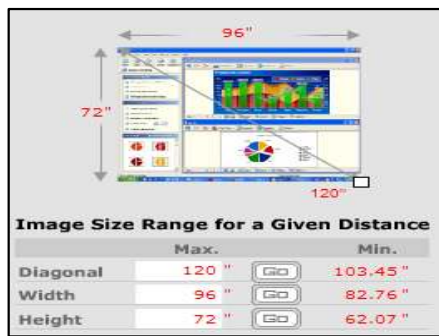 96"
72"
120"
Image Size Range for a Given Distance
Max. Min.
Diagonal 120 " GO 103.45 "
Width 96 " GO 82.76 "
Height 72 " GO 62.07 "